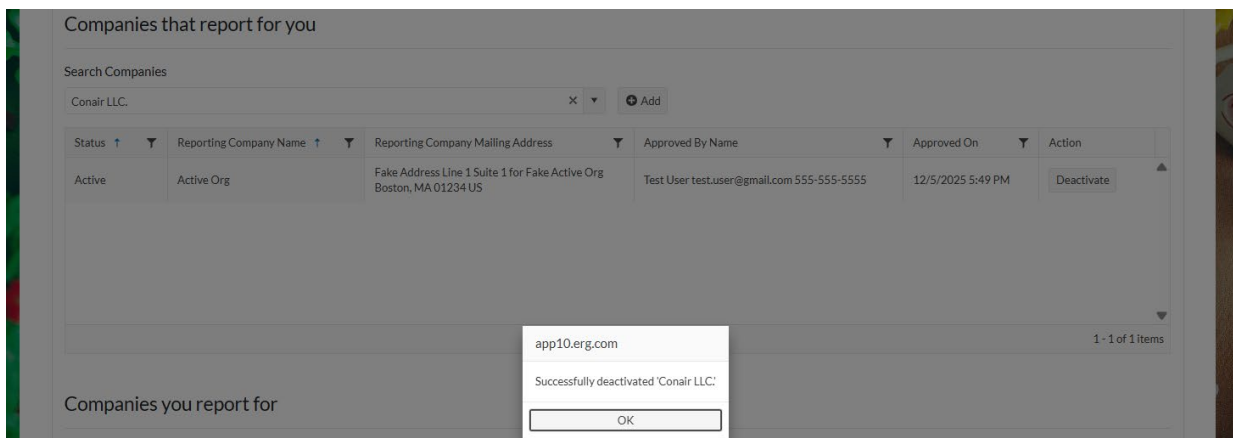 Companies that report for you
Search Companies
Conair LLC.
Add
Status Reporting Company Name Reporting Company Mailing Address Approved By Name Approved On Action
Active Active Org Fake Address Line 1 Suite 1 for Fake Active Org Test User test.user@gmail.com 555-555-5555 12/5/2025 5:49 PM Deactivate
Boston, MA 01234 US
1 - 1 of 1 items
app10.erg.com
Successfully deactivated 'Conair LLC.'
OK
Companies you report for